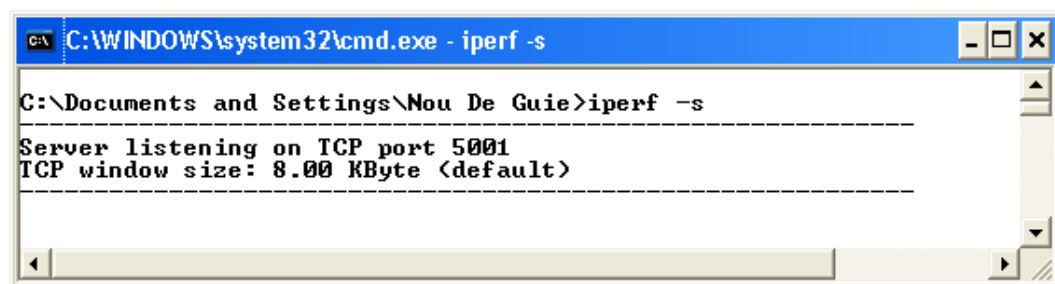 C:\WINDOWS\system32\cmd.exe - iperf -s
C:\Documents and Settings\Nou De Guie>iperf -s
------------------------------------------------------------
Server listening on TCP port 5001
TCP window size: 8.00 KByte (default)
------------------------------------------------------------